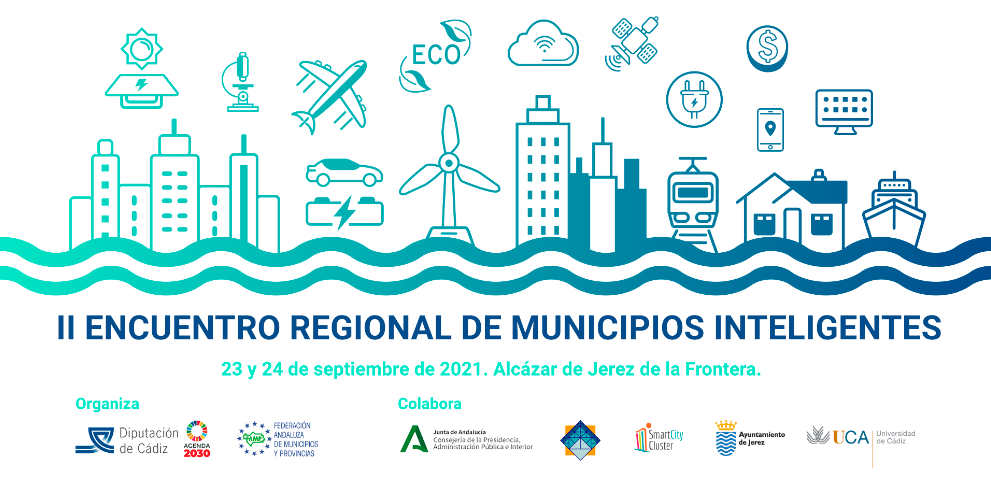 ECO
$
II ENCUENTRO REGIONAL DE MUNICIPIOS INTELIGENTES
23 y 24 de septiembre de 2021. Alcázar de Jerez de la Frontera.
Organiza
Diputación
de Cádiz
AGENDA
2030
FAMP
FEDERACIÓN
ANDALUZA
DE MUNICIPIOS
Y PROVINCIAS
Colabora
Junta de Andalucía
Consejería de la Presidencia,
Administración Pública e Interior
SmartCity
Cluster
Ayuntamiento
de Jerez
UCA
Universidad
de Cádiz